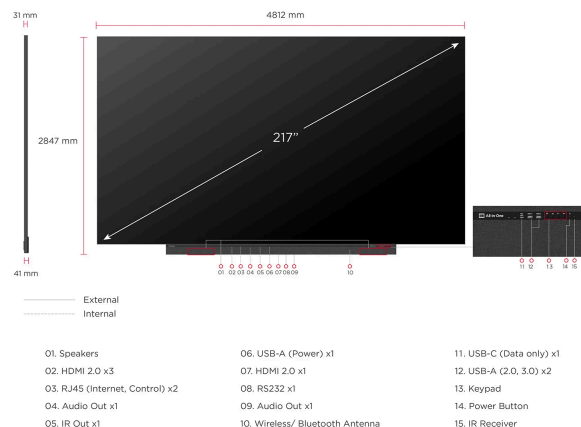 31 mm
4812 mm
2847 mm
217”
41 mm
All in One
01 02 03 04 05 06 07 08 09 10
11 12 13 14 15
External
Internal
01. Speakers
02. HDMI 2.0 x3
03. RJ45 (Internet, Control) x2
04. Audio Out x1
05. IR Out x1
06. USB-A (Power) x1
07. HDMI 2.0 x1
08. RS232 x1
09. Audio Out x1
10. Wireless/ Bluetooth Antenna
11. USB-C (Data only) x1
12. USB-A (2.0, 3.0) x2
13. Keypad
14. Power Button
15. IR Receiver